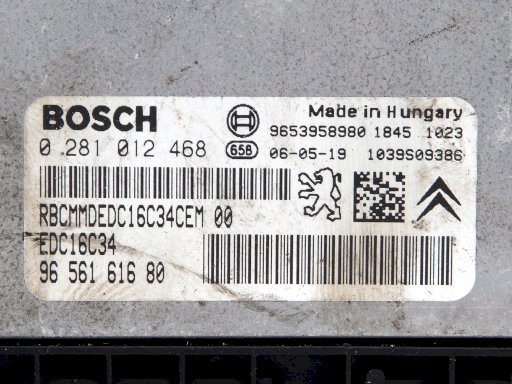 BOSCH
Made in Hungary
9653958980 1845 1023
0 281 012 468
658 06-05-19 1039S09386
RBCMMDEDC16C34CEM 00
EDC16C34
96 561 616 80